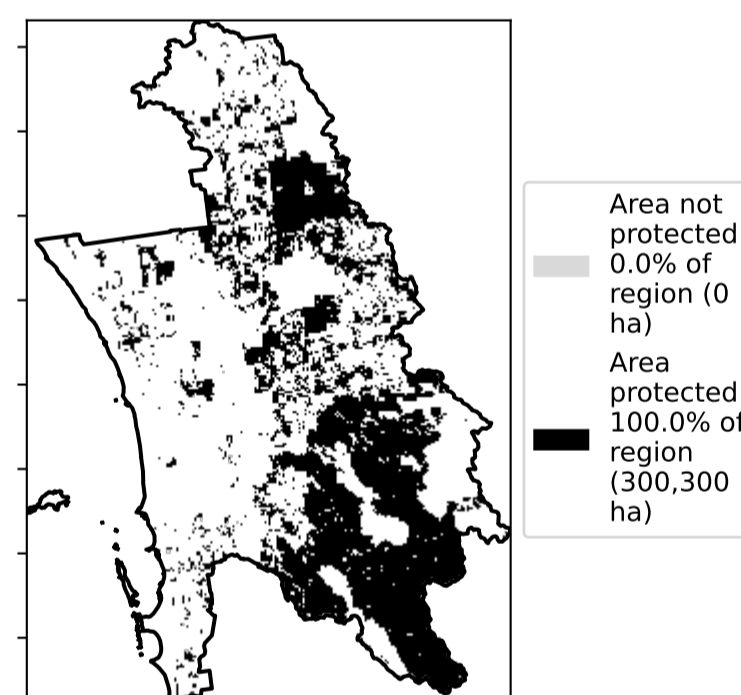 Area not
protected
0.0% of
region (0
ha)
Area
protected
100.0% of
region
(300,300
ha)